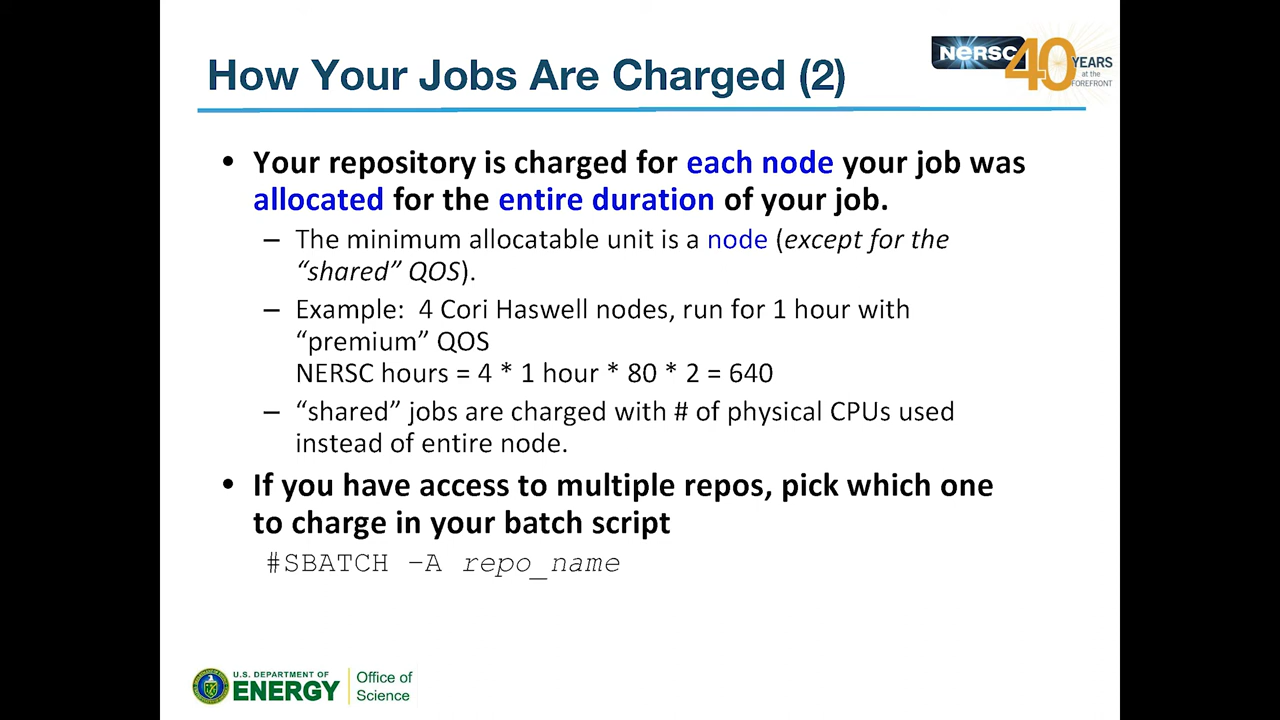 How Your Jobs Are Charged (2)
NERSC 40 YEARS
at the
FOREFRONT
• Your repository is charged for each node your job was
allocated for the entire duration of your job.
– The minimum allocatable unit is a node (except for the
“shared” QOS).
– Example: 4 Cori Haswell nodes, run for 1 hour with
“premium” QOS
NERSC hours = 4 * 1 hour * 80 * 2 = 640
– “shared” jobs are charged with # of physical CPUs used
instead of entire node.
• If you have access to multiple repos, pick which one
to charge in your batch script
#SBATCH –A repo_name
U.S. DEPARTMENT OF
ENERGY
Office of
Science